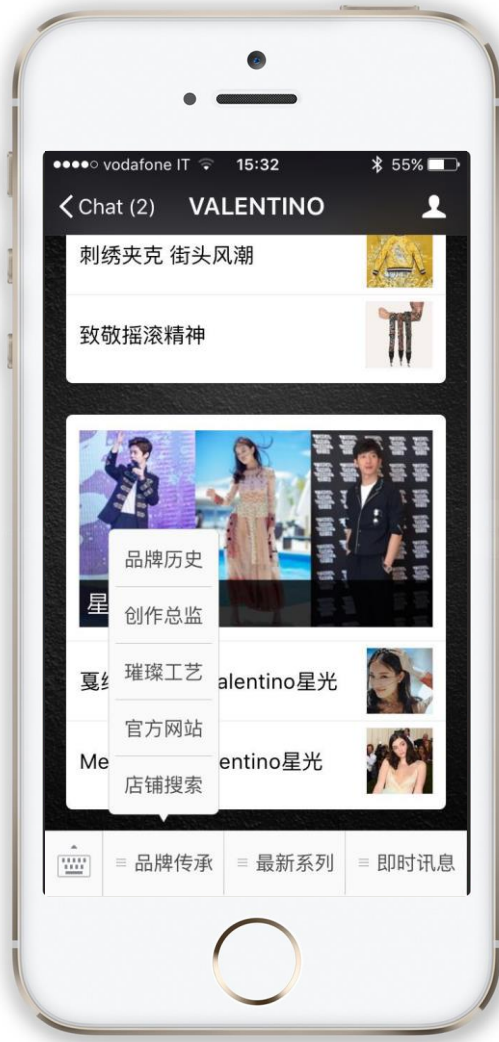 vodafone IT 15:32 55%
Chat (2) VALENTINO
刺绣夹克 街头风潮
致敬摇滚精神
星
戛 alentino星光
Me entino星光
品牌历史
创作总监
璀璨工艺
官方网站
店铺搜索
品牌传承 最新系列 即时讯息